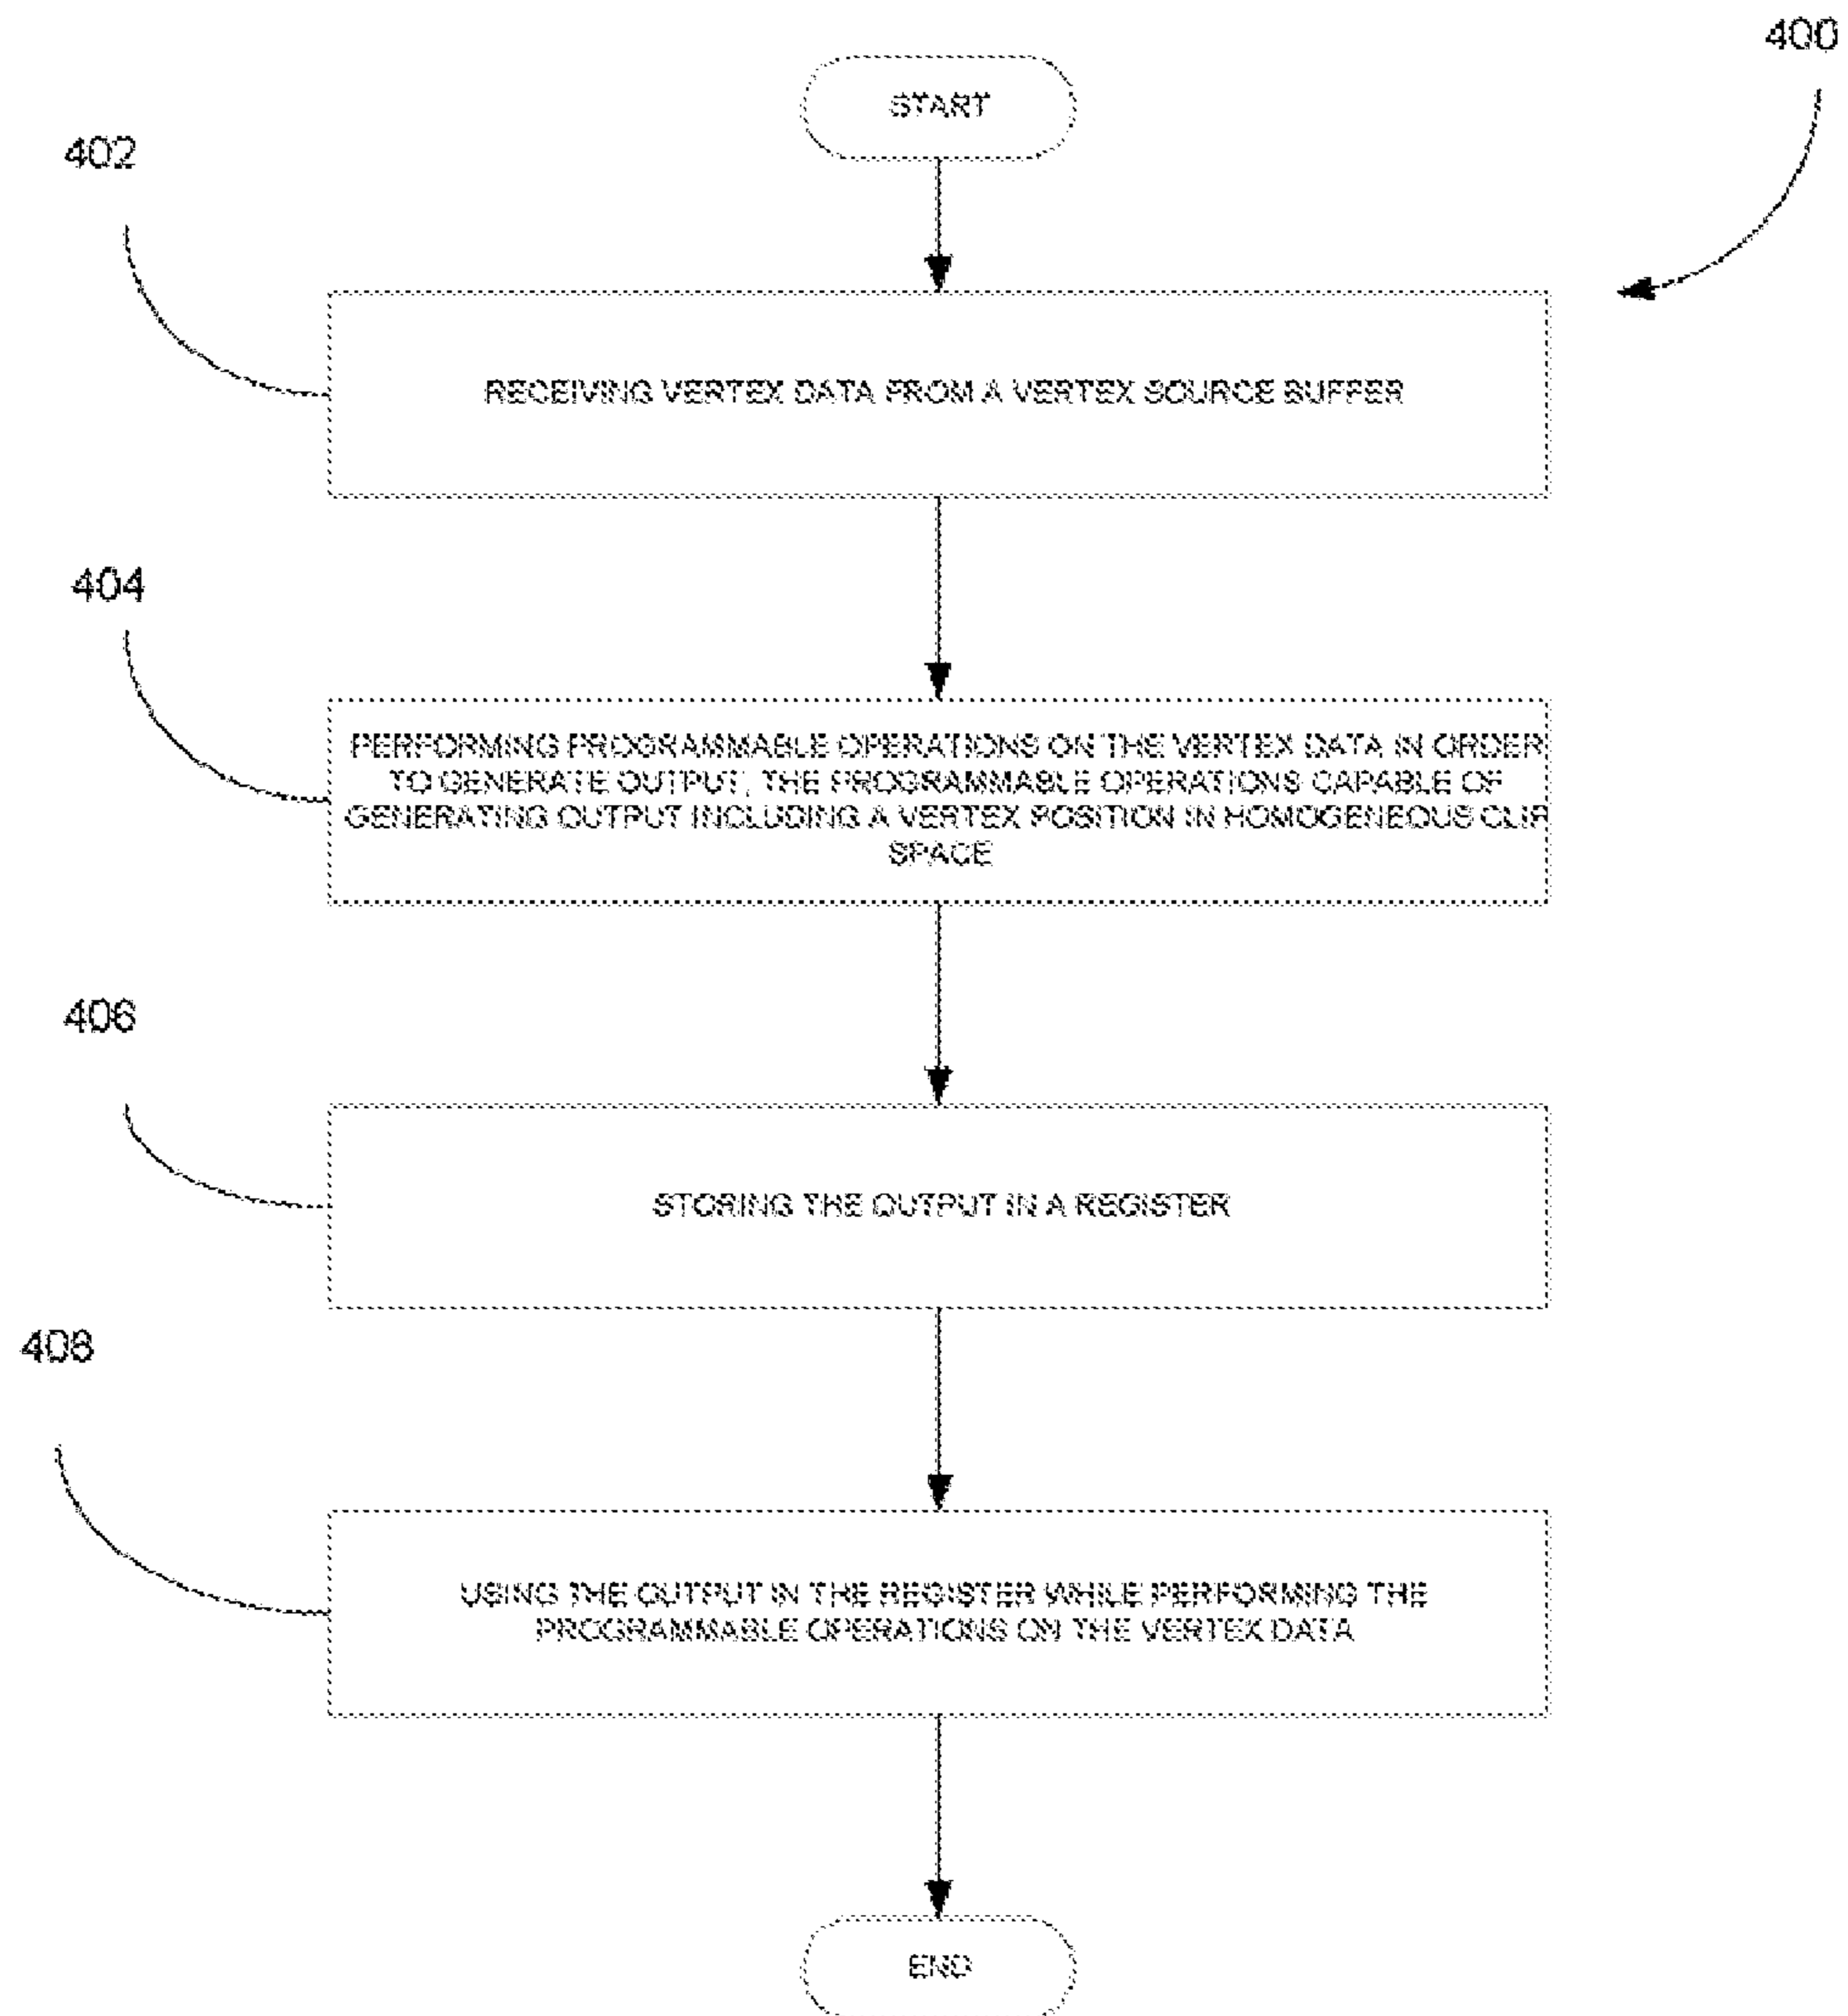 400
START
402
RECEIVING VERTEX DATA FROM A VERTEX SOURCE BUFFER
404
PERFORMING PROGRAMMABLE OPERATIONS ON THE VERTEX DATA IN ORDER
TO GENERATE OUTPUT, THE PROGRAMMABLE OPERATIONS CAPABLE OF
GENERATING OUTPUT INCLUDING A VERTEX POSITION IN HOMOGENEOUS CLIP
SPACE
406
STORING THE OUTPUT IN A REGISTER
408
USING THE OUTPUT IN THE REGISTER WHILE PERFORMING THE
PROGRAMMABLE OPERATIONS ON THE VERTEX DATA
END